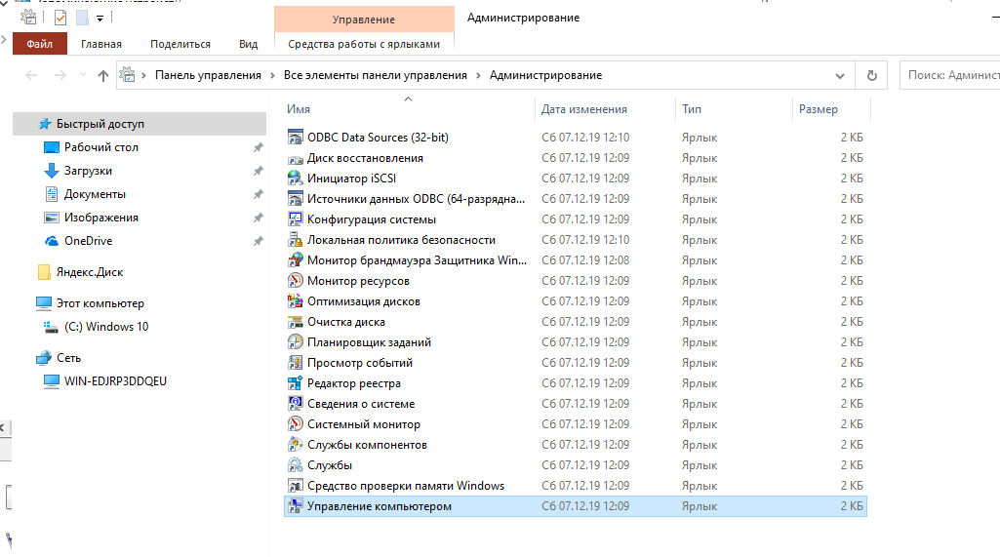 Управление
Администрирование
Файл
Главная
Поделиться
Вид
Средства работы с ярлыками
Панель управления
Все элементы панели управления
Администрирование
Поиск: Админист
Быстрый доступ
Рабочий стол
Загрузки
Документы
Изображения
OneDrive
Яндекс.Диск
Этот компьютер
(C:) Windows 10
Сеть
WIN-EDJRP3DDQEU
Имя Дата изменения Тип Размер
ODBC Data Sources (32-bit) Сб 07.12.19 12:10 Ярлык 2 КБ
Диск восстановления Сб 07.12.19 12:09 Ярлык 2 КБ
Инициатор iSCSI Сб 07.12.19 12:09 Ярлык 2 КБ
Источники данных ODBC (64-разрядна... Сб 07.12.19 12:09 Ярлык 2 КБ
Конфигурация системы Сб 07.12.19 12:09 Ярлык 2 КБ
Локальная политика безопасности Сб 07.12.19 12:10 Ярлык 2 КБ
Монитор брандмауэра Защитника Win... Сб 07.12.19 12:08 Ярлык 2 КБ
Монитор ресурсов Сб 07.12.19 12:09 Ярлык 2 КБ
Оптимизация дисков Сб 07.12.19 12:09 Ярлык 2 КБ
Очистка диска Сб 07.12.19 12:09 Ярлык 2 КБ
Планировщик заданий Сб 07.12.19 12:09 Ярлык 2 КБ
Просмотр событий Сб 07.12.19 12:09 Ярлык 2 КБ
Редактор реестра Сб 07.12.19 12:09 Ярлык 2 КБ
Сведения о системе Сб 07.12.19 12:09 Ярлык 2 КБ
Системный монитор Сб 07.12.19 12:09 Ярлык 2 КБ
Службы компонентов Сб 07.12.19 12:09 Ярлык 2 КБ
Службы Сб 07.12.19 12:09 Ярлык 2 КБ
Средство проверки памяти Windows Сб 07.12.19 12:09 Ярлык 2 КБ
Управление компьютером Сб 07.12.19 12:09 Ярлык 2 КБ